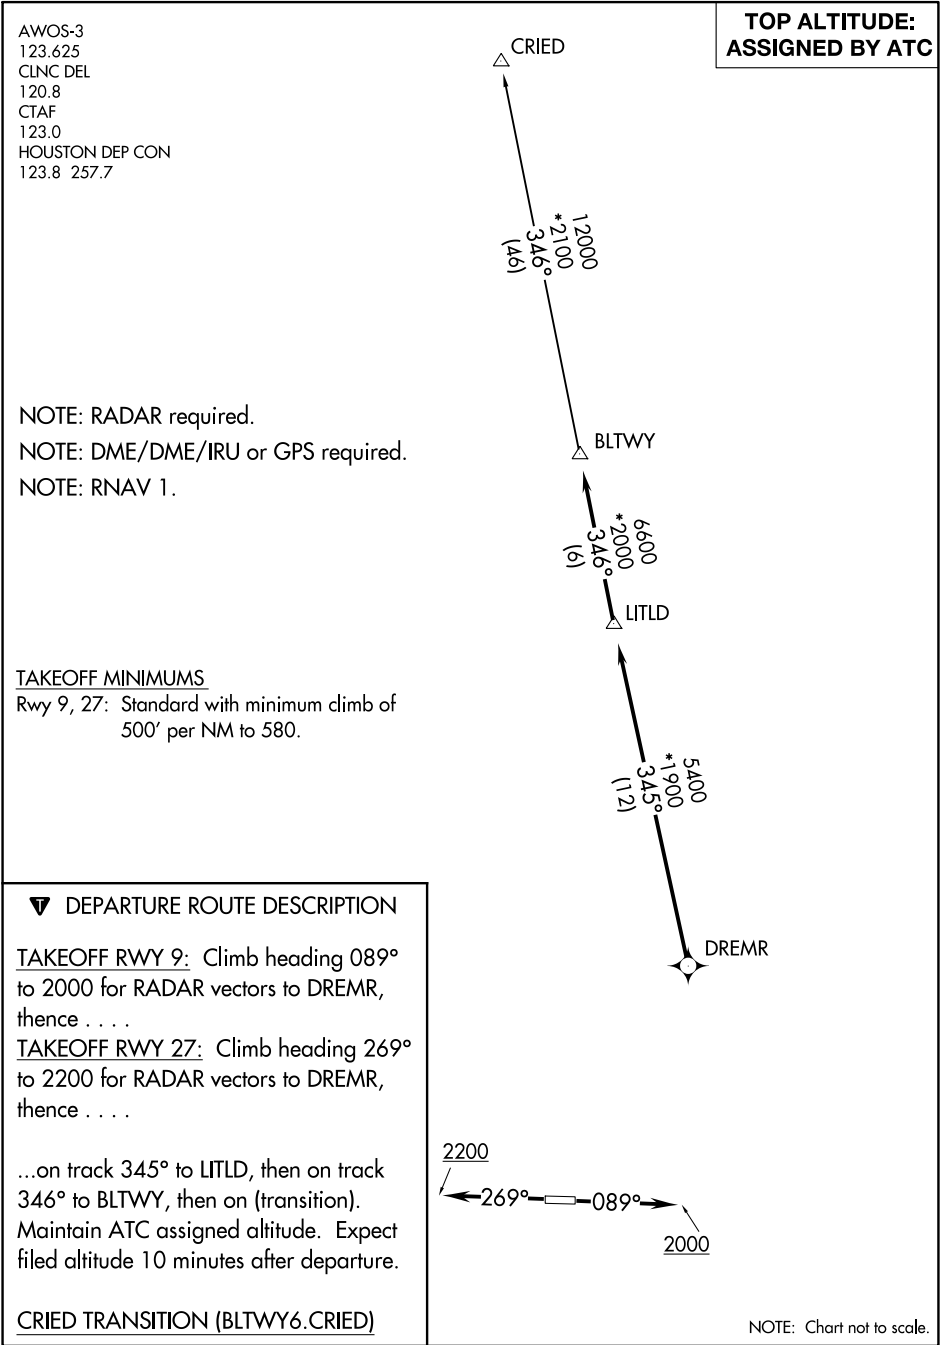 AWOS-3
123.625
CLNC DEL
120.8
CTAF
123.0
HOUSTON DEP CON
123.8 257.7
TOP ALTITUDE:
ASSIGNED BY ATC
CRIED
12000
*2100
346°
(46)
NOTE: RADAR required.
NOTE: DME/DME/IRU or GPS required.
NOTE: RNAV 1.
BLTWY
6600
*2000
346°
(6)
LITLD
TAKEOFF MINIMUMS
Rwy 9, 27: Standard with minimum climb of
500' per NM to 580.
5400
*1900
345°
(12)
DREMR
T DEPARTURE ROUTE DESCRIPTION
TAKEOFF RWY 9: Climb heading 089°
to 2000 for RADAR vectors to DREMR,
thence . . . .
TAKEOFF RWY 27: Climb heading 269°
to 2200 for RADAR vectors to DREMR,
thence . . . .
...on track 345° to LITLD, then on track
346° to BLTWY, then on (transition).
Maintain ATC assigned altitude. Expect
filed altitude 10 minutes after departure.
CRIED TRANSITION (BLTWY6.CRIED)
2200
269° 089°
2000
NOTE: Chart not to scale.